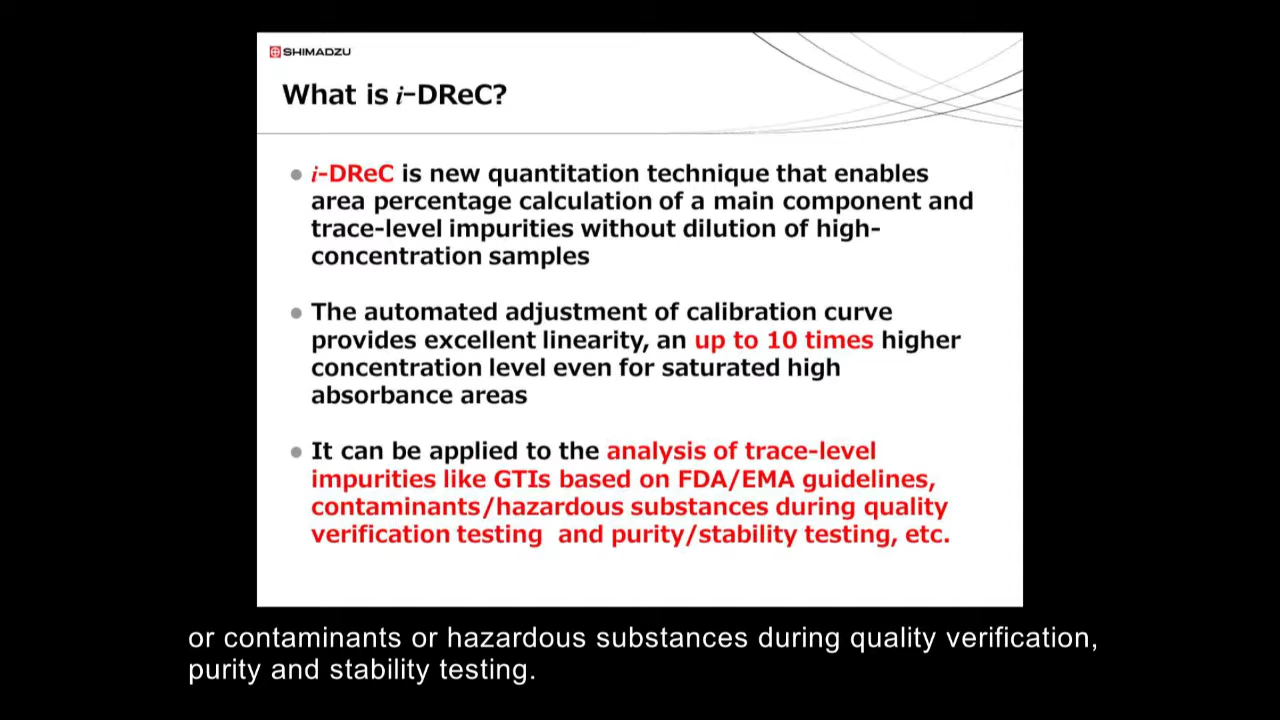 SHIMADZU
What is i-DReC?
i-DReC is new quantitation technique that enables
area percentage calculation of a main component and
trace-level impurities without dilution of high-
concentration samples
The automated adjustment of calibration curve
provides excellent linearity, an up to 10 times higher
concentration level even for saturated high
absorbance areas
It can be applied to the analysis of trace-level
impurities like GTIs based on FDA/EMA guidelines,
contaminants/hazardous substances during quality
verification testing and purity/stability testing, etc.
or contaminants or hazardous substances during quality verification,
purity and stability testing.